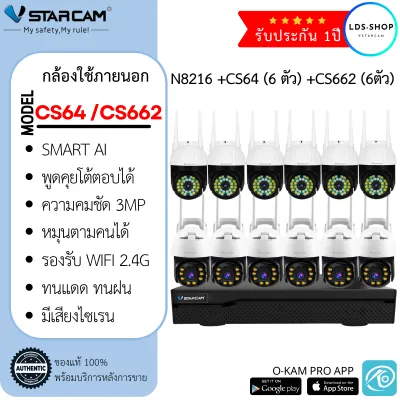 VSTARCAM
My safety,My rule!
รับประกัน 1ปี
LDS-SHOP
VSTARCAM
กล้องใช้ภายนอก
N8216 +CS64 (6 ตัว) +CS662 (6ตัว)
MODEL
CS64 /CS662
SMART AI
พูดคุยโต้ตอบได้
ความคมชัด 3MP
หมุนตามคนได้
รองรับ WIFI 2.4G
ทนแดด ทนฝน
มีเสียงไซเรน
VSTARCAM
AUTHENTIC
ของแท้ 100%
พร้อมบริการหลังการขาย
O-KAM PRO APP
GET IT ON
Google play
Download on the
App Store